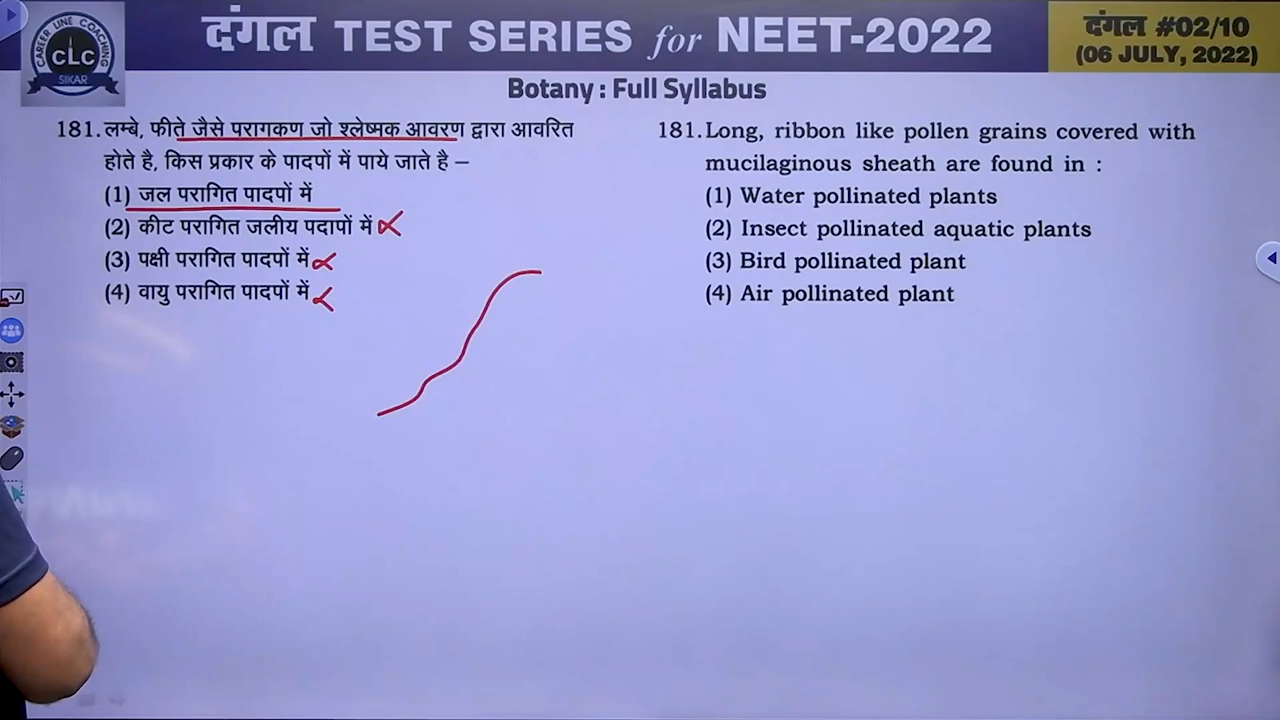 CAREER LINE COACHING
CLC
SIKAR
दंगल TEST SERIES for NEET-2022
दंगल #02/10
(06 JULY, 2022)
Botany : Full Syllabus
181. लम्बे, फीते जैसे परागकण जो श्लेष्मक आवरण द्वारा आवरित
होते है, किस प्रकार के पादपों में पाये जाते है –
(1) जल परागित पादपों में
(2) कीट परागित जलीय पदापों में
(3) पक्षी परागित पादपों में
(4) वायु परागित पादपों में
181. Long, ribbon like pollen grains covered with
mucilaginous sheath are found in :
(1) Water pollinated plants
(2) Insect pollinated aquatic plants
(3) Bird pollinated plant
(4) Air pollinated plant